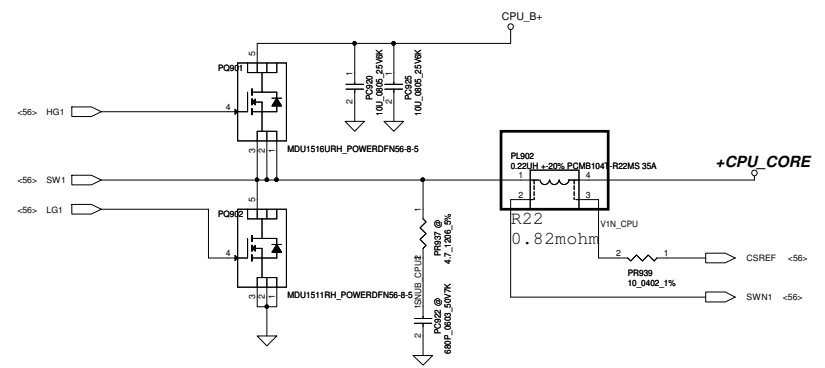 CPU_B+
5
PQ901
4
3
2
1
MDU1516URH_POWERDFN56-8-5
<56> HG1
1
2
PC920
10U_0805_25V6K
1
2
PC925
10U_0805_25V6K
<56> SW1
<56> LG1
5
PQ902
4
3
2
1
MDU1511RH_POWERDFN56-8-5
1
PR937 @
4.7_1206_5%
SNUB_CPU1
2
PC922 @
680P_0603_50V7K
PL902
0.22UH +-20% PCMB104T-R22MS 35A
1
4
2
3
R22
0.82mohm
+CPU_CORE
V1N_CPU
2
1
PR939
10_0402_1%
CSREF <56>
SWN1 <56>